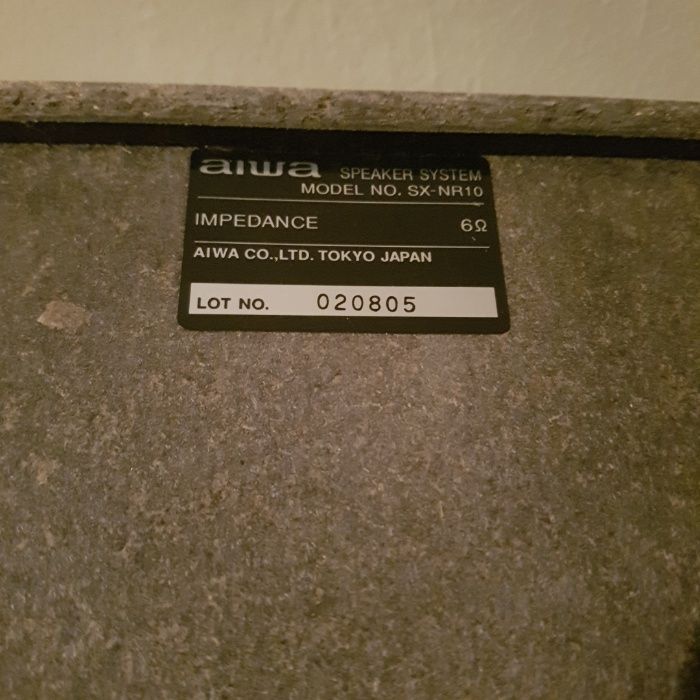 aiwa SPEAKER SYSTEM
MODEL NO. SX-NR10
IMPEDANCE 6Ω
AIWA CO.,LTD. TOKYO JAPAN
LOT NO. 020805